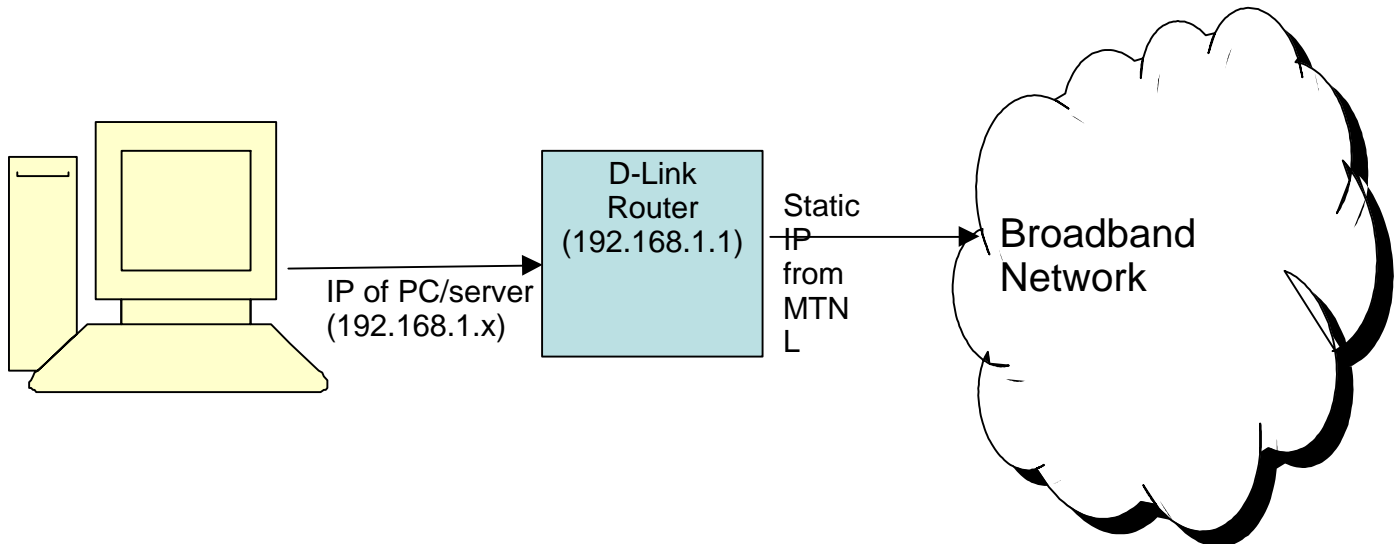 D-Link
Router
(192.168.1.1)
IP of PC/server
(192.168.1.x)
Static
IP
from
MTN
L
Broadband
Network